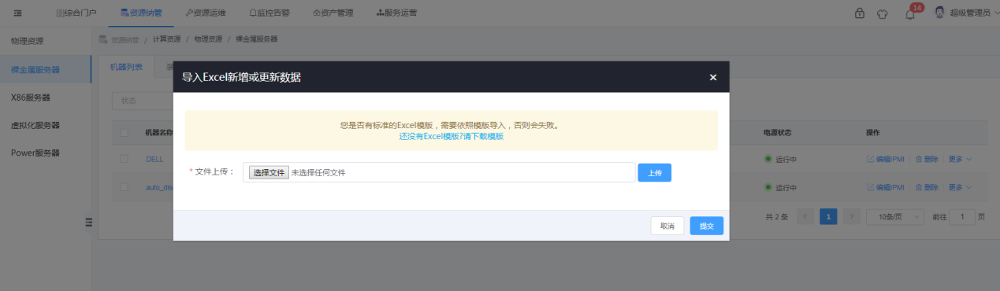 综合门户 资源纳管 资源运维 监控告警 资产管理 服务运营 14 超级管理员
物理资源
资源纳管 / 计算资源 / 物理资源 / 裸金属服务器
裸金属服务器
X86服务器
虚拟化服务器
Power服务器
机器列表
导入Excel新增或更新数据
状态
您是否有标准的Excel模版，需要依照模版导入，否则会失败。
还没有Excel模版?请下载模版
机器名称 电源状态 操作
DELL 运行中 编辑IPMI 删除 更多
* 文件上传： 选择文件 未选择任何文件 上传
auto_dis 运行中 编辑IPMI 删除 更多
共 2 条 1 10条/页 前往 1 页
取消 提交